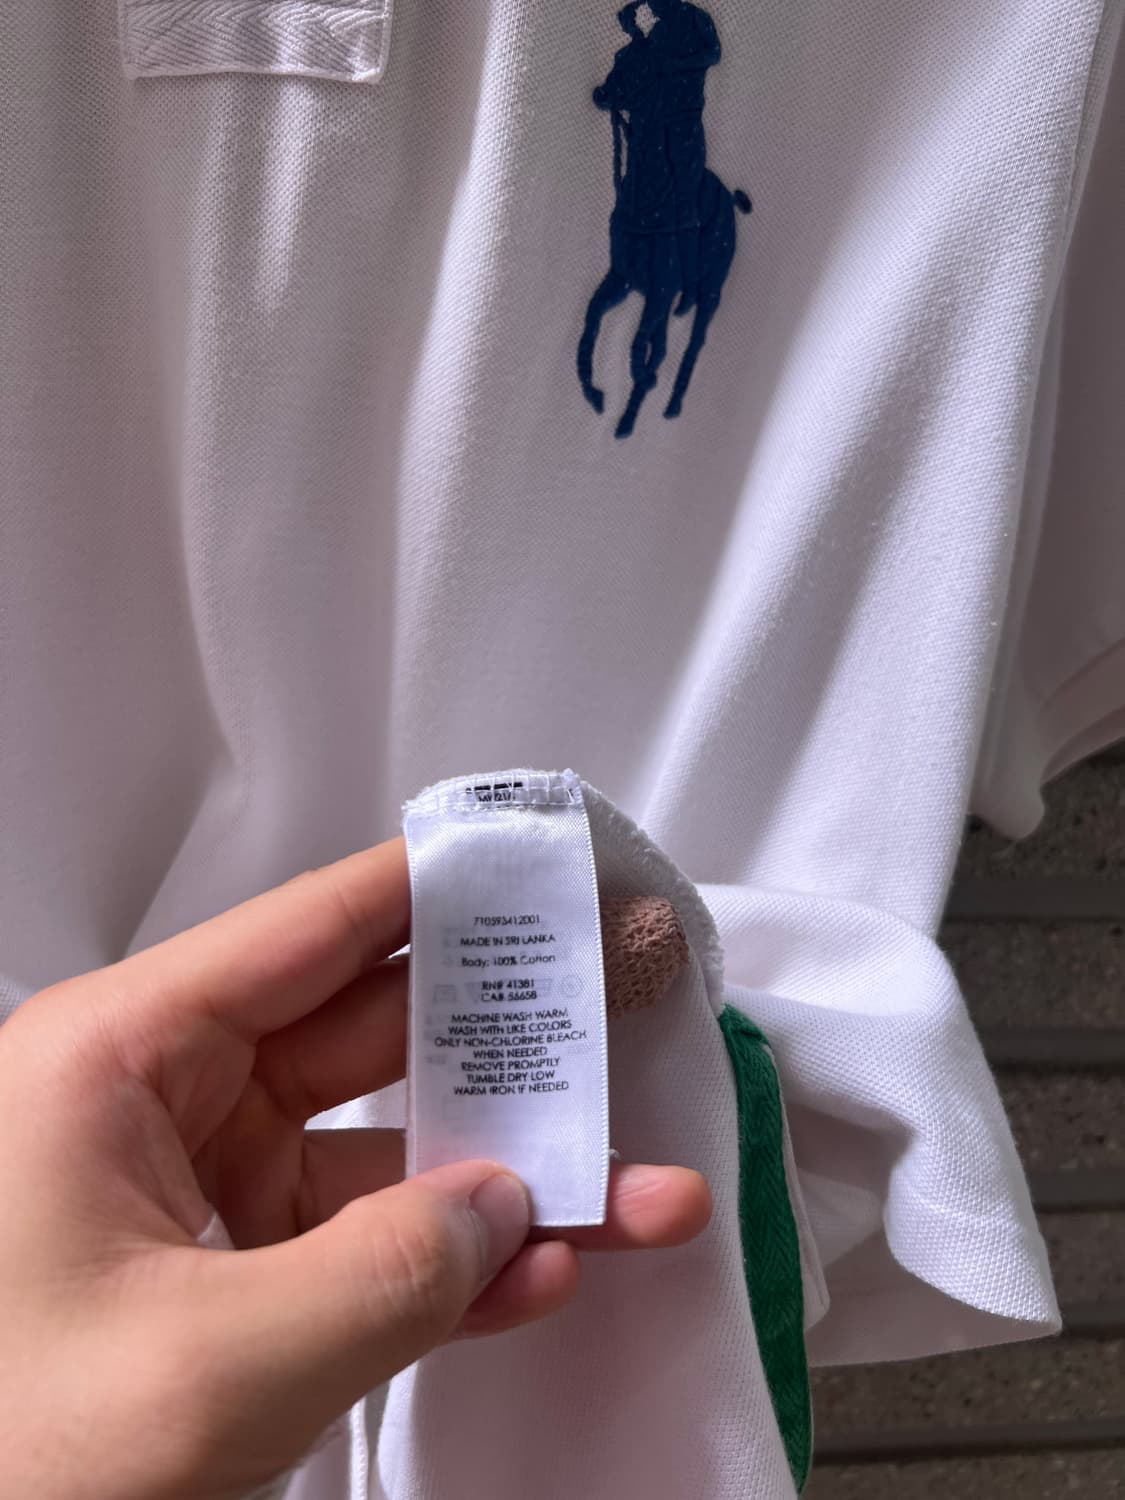 710593412001
MADE IN SRI LANKA
Body: 100% Cotton
RN# 41381
CA# 56658
MACHINE WASH WARM
WASH WITH LIKE COLORS
ONLY NON-CHLORINE BLEACH
WHEN NEEDED
REMOVE PROMPTLY
TUMBLE DRY LOW
WARM IRON IF NEEDED